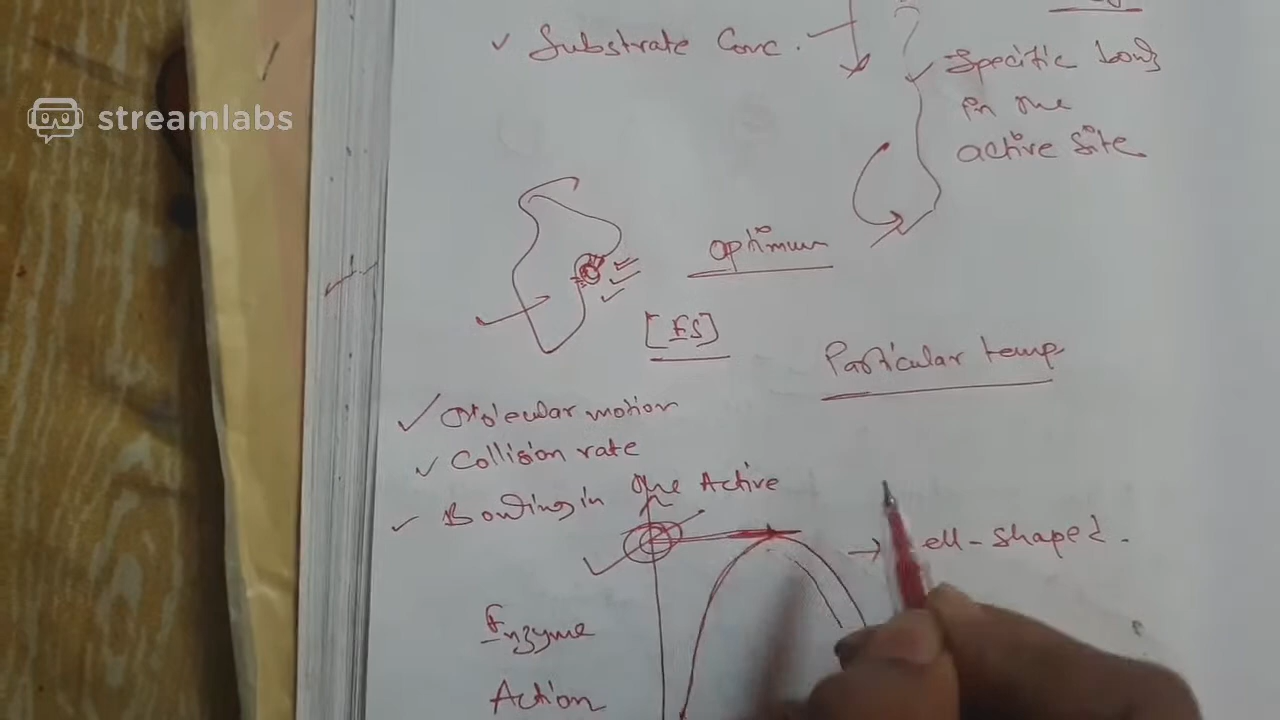 Substrate Conc.
Specific bond
in the
active site
streamlabs
optimum
[ES]
Particular temp
Molecular motion
Collision rate
Bonding in the Active
ell-shaped.
Enzyme
Action